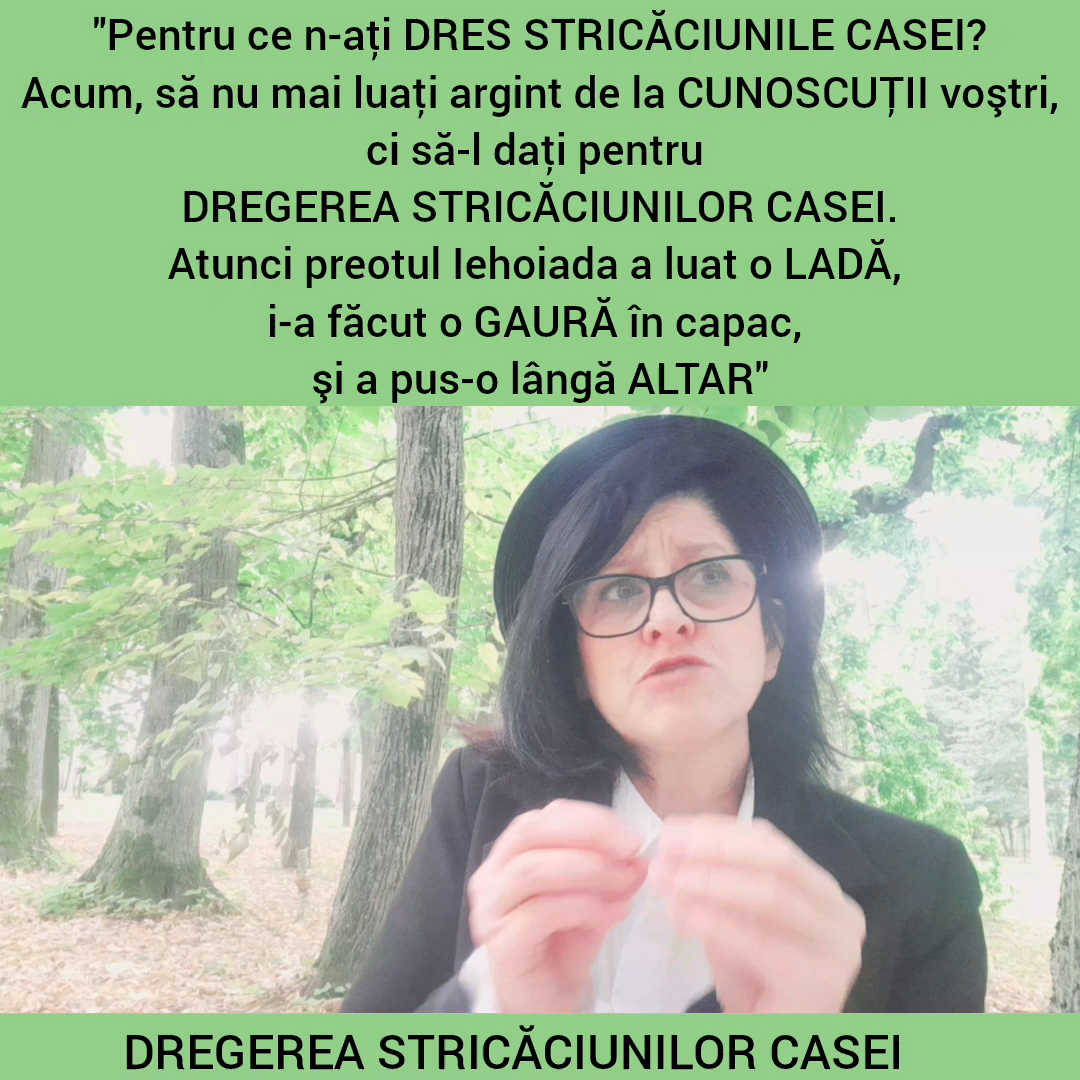 "Pentru ce n-ați DRES STRICĂCIUNILE CASEI?
Acum, să nu mai luați argint de la CUNOSCUȚII voştri,
ci să-l dați pentru
DREGEREA STRICĂCIUNILOR CASEI.
Atunci preotul Iehoiada a luat o LADĂ,
i-a făcut o GAURĂ în capac,
şi a pus-o lângă ALTAR"
DREGEREA STRICĂCIUNILOR CASEI